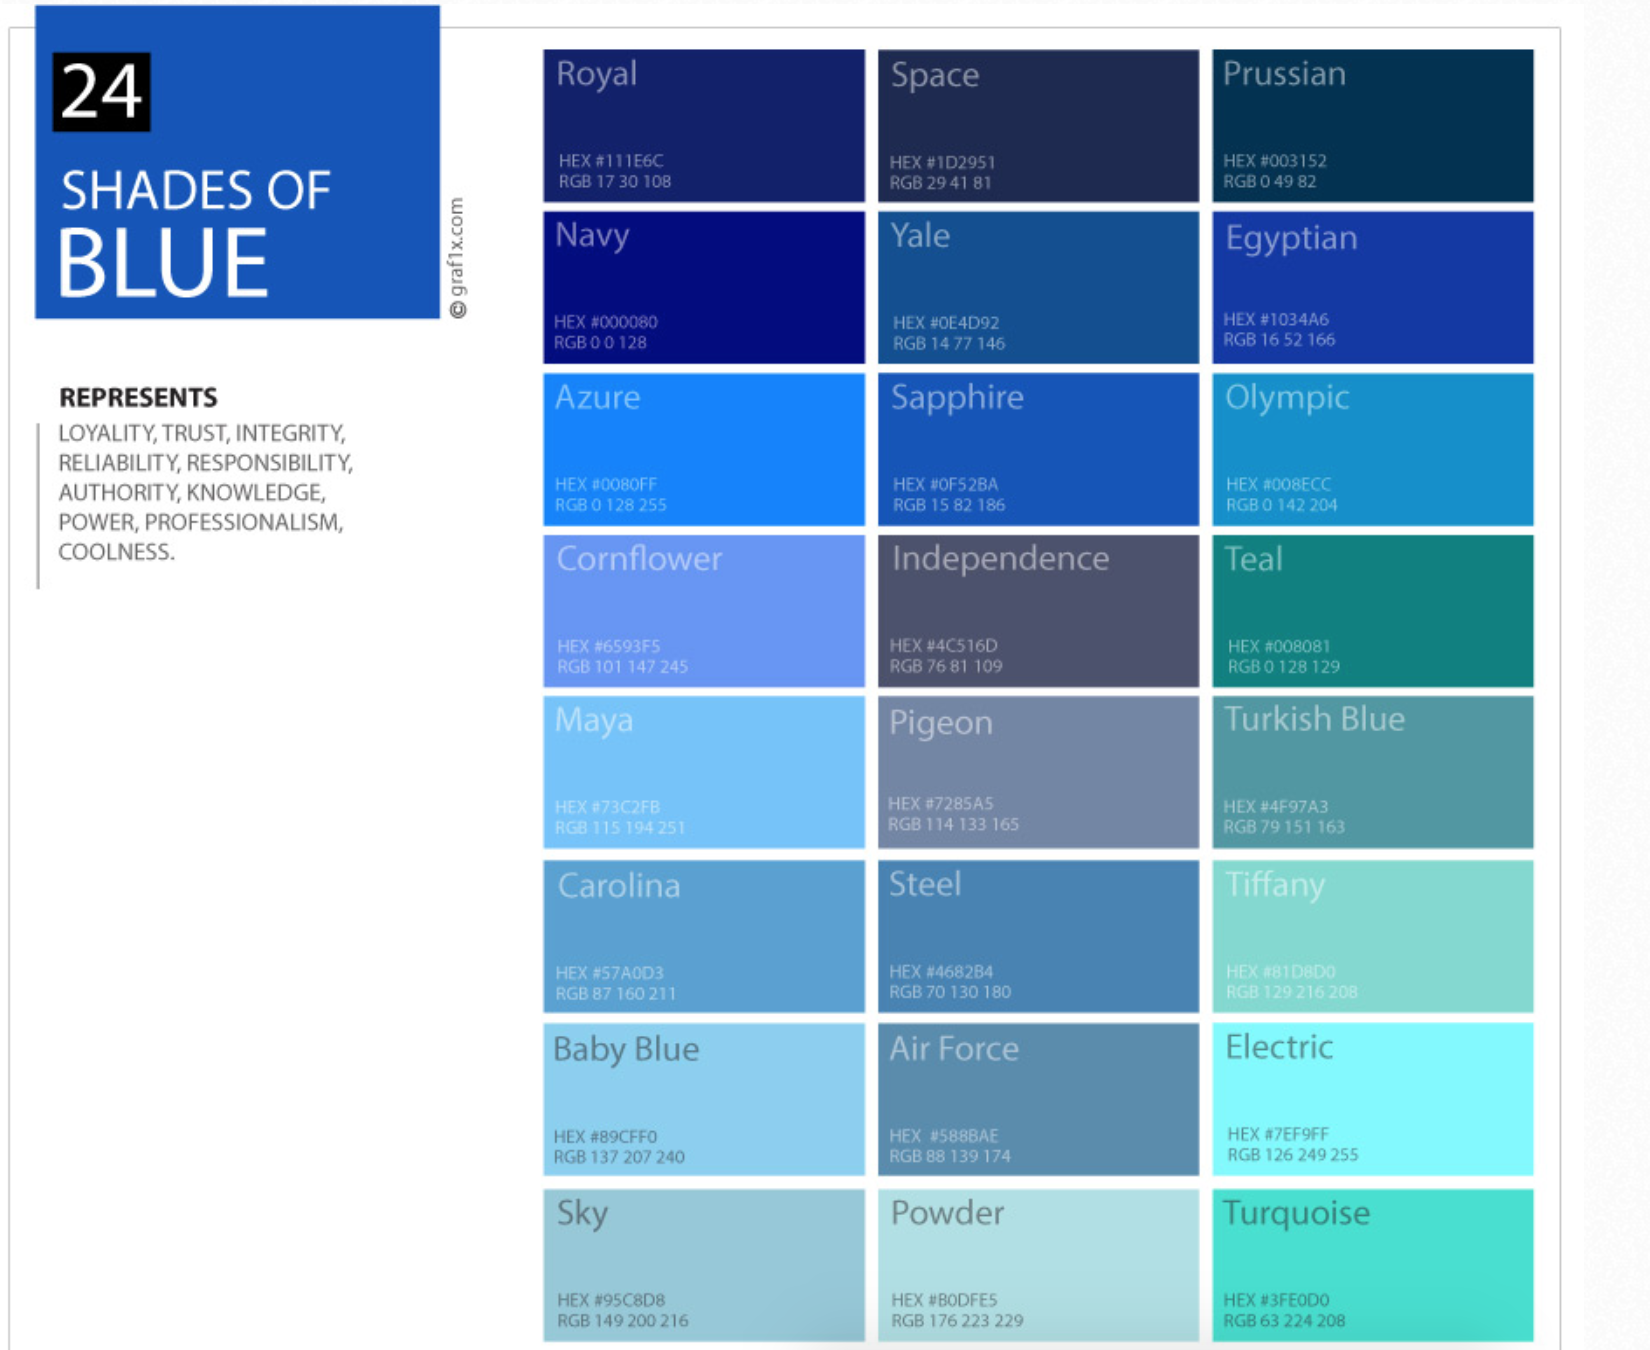 24
SHADES OF
BLUE
© graf1x.com
REPRESENTS
LOYALITY, TRUST, INTEGRITY,
RELIABILITY, RESPONSIBILITY,
AUTHORITY, KNOWLEDGE,
POWER, PROFESSIONALISM,
COOLNESS.
Royal
HEX #111E6C
RGB 17 30 108
Space
HEX #1D2951
RGB 29 41 81
Prussian
HEX #003152
RGB 0 49 82
Navy
HEX #000080
RGB 0 0 128
Yale
HEX #0E4D92
RGB 14 77 146
Egyptian
HEX #1034A6
RGB 16 52 166
Azure
HEX #0080FF
RGB 0 128 255
Sapphire
HEX #0F52BA
RGB 15 82 186
Olympic
HEX #008ECC
RGB 0 142 204
Cornflower
HEX #6593F5
RGB 101 147 245
Independence
HEX #4C516D
RGB 76 81 109
Teal
HEX #008081
RGB 0 128 129
Maya
HEX #73C2FB
RGB 115 194 251
Pigeon
HEX #7285A5
RGB 114 133 165
Turkish Blue
HEX #4F97A3
RGB 79 151 163
Carolina
HEX #57A0D3
RGB 87 160 211
Steel
HEX #4682B4
RGB 70 130 180
Tiffany
HEX #81D8D0
RGB 129 216 208
Baby Blue
HEX #89CFF0
RGB 137 207 240
Air Force
HEX #588BAE
RGB 88 139 174
Electric
HEX #7EF9FF
RGB 126 249 255
Sky
HEX #95C8D8
RGB 149 200 216
Powder
HEX #B0DFE5
RGB 176 223 229
Turquoise
HEX #3FE0D0
RGB 63 224 208